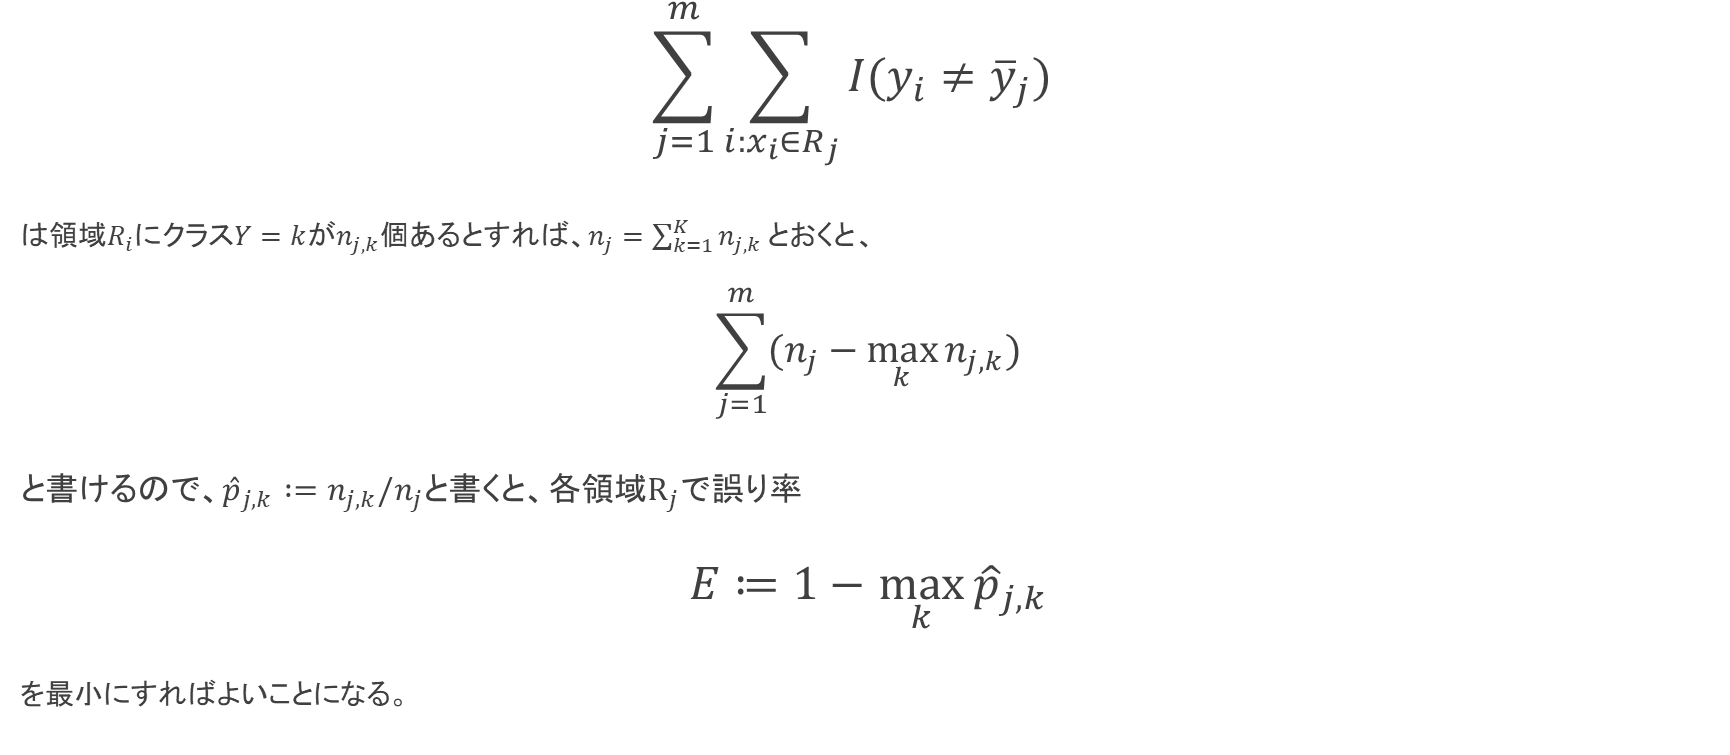 $$\sum_{j=1}^{m} \sum_{i:x_i \in R_j} I(y_i \neq \bar{y}_j)$$
は領域$R_i$にクラス$Y = k$が$n_{j,k}$個あるとすれば、$n_j = \sum_{k=1}^{K} n_{j,k}$ とおくと、
$$\sum_{j=1}^{m} (n_j - \max_k n_{j,k})$$
と書けるので、$\hat{p}_{j,k} := n_{j,k}/n_j$と書くと、各領域$\mathrm{R}_j$で誤り率
$$E := 1 - \max_k \hat{p}_{j,k}$$
を最小にすればよいことになる。